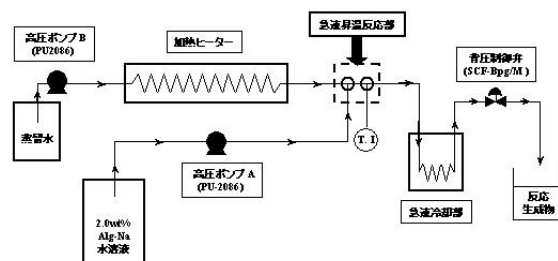 高圧ポンプ B
(PU2086)
加熱ヒーター
急速昇温反応部
背圧制御弁
(SCF-Bpg/M)
蒸留水
T. I
高圧ポンプ A
(PU-2086)
2.0wt%
Alg-Na
水溶液
急速冷却部
反応
生成物